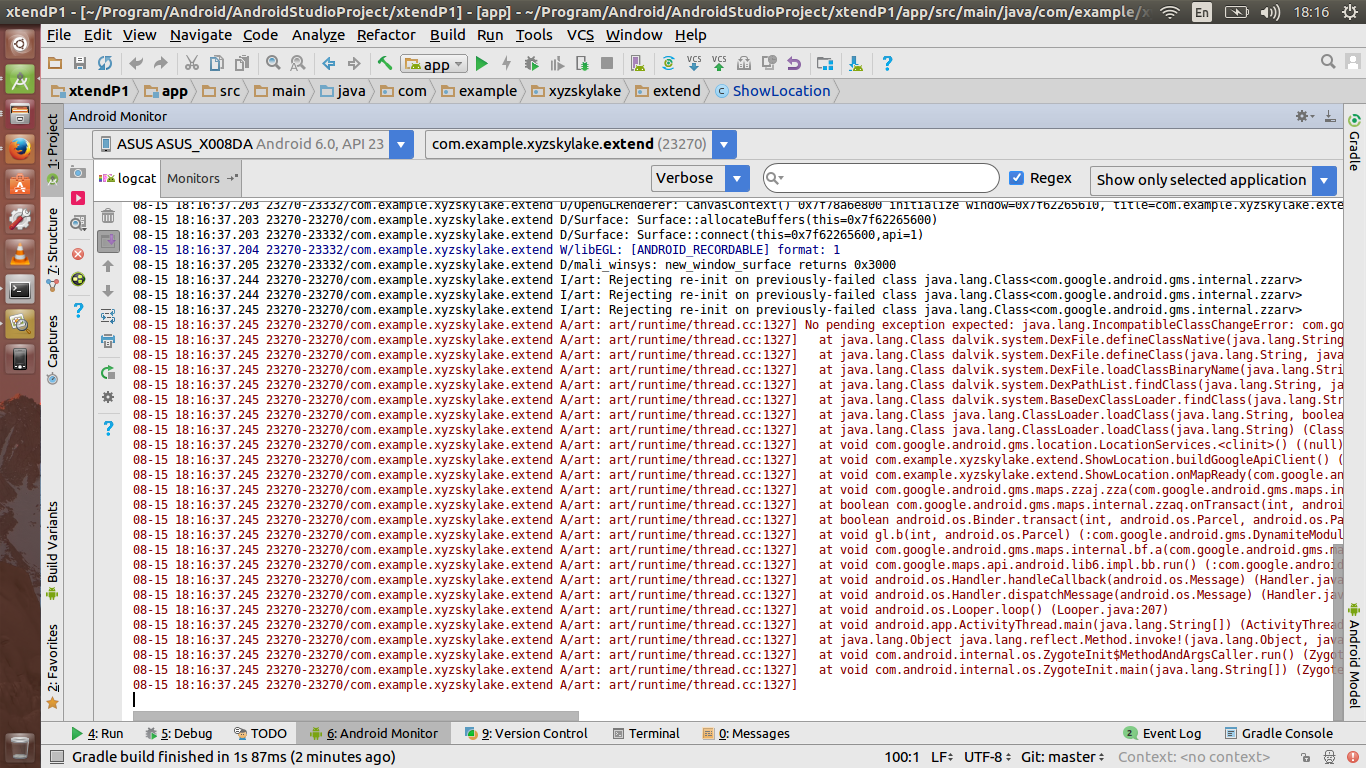 xtendP1 - [~/Program/Android/AndroidStudioProject/xtendP1] - [app] - ~/Program/Android/AndroidStudioProject/xtendP1/app/src/main/java/com/example/x En 18:16
File Edit View Navigate Code Analyze Refactor Build Run Tools VCS Window Help
app VCS VCS ?
xtendP1 app src main java com example xyzskylake extend ShowLocation
Android Monitor
ASUS ASUS_X008DA Android 6.0, API 23 com.example.xyzskylake.extend (23270)
logcat Monitors Verbose Regex Show only selected application
08-15 18:16:37.203 23270-23332/com.example.xyzskylake.extend D/OpenGLRenderer: CanvasContext() 0x7f78a6e800 initialize window=0x7f62265610, title=com.example.xyzskylake.exte
08-15 18:16:37.203 23270-23332/com.example.xyzskylake.extend D/Surface: Surface::allocateBuffers(this=0x7f62265600)
08-15 18:16:37.203 23270-23332/com.example.xyzskylake.extend D/Surface: Surface::connect(this=0x7f62265600,api=1)
08-15 18:16:37.204 23270-23332/com.example.xyzskylake.extend W/libEGL: [ANDROID_RECORDABLE] format: 1
08-15 18:16:37.205 23270-23332/com.example.xyzskylake.extend D/mali_winsys: new_window_surface returns 0x3000
08-15 18:16:37.244 23270-23270/com.example.xyzskylake.extend I/art: Rejecting re-init on previously-failed class java.lang.Class<com.google.android.gms.internal.zzarv>
08-15 18:16:37.244 23270-23270/com.example.xyzskylake.extend I/art: Rejecting re-init on previously-failed class java.lang.Class<com.google.android.gms.internal.zzarv>
08-15 18:16:37.245 23270-23270/com.example.xyzskylake.extend I/art: Rejecting re-init on previously-failed class java.lang.Class<com.google.android.gms.internal.zzarv>
08-15 18:16:37.245 23270-23270/com.example.xyzskylake.extend A/art: art/runtime/thread.cc:1327] No pending exception expected: java.lang.IncompatibleClassChangeError: com.go
08-15 18:16:37.245 23270-23270/com.example.xyzskylake.extend A/art: art/runtime/thread.cc:1327] at java.lang.Class dalvik.system.DexFile.defineClassNative(java.lang.String
08-15 18:16:37.245 23270-23270/com.example.xyzskylake.extend A/art: art/runtime/thread.cc:1327] at java.lang.Class dalvik.system.DexFile.defineClass(java.lang.String, java
08-15 18:16:37.245 23270-23270/com.example.xyzskylake.extend A/art: art/runtime/thread.cc:1327] at java.lang.Class dalvik.system.DexFile.loadClassBinaryName(java.lang.Stri
08-15 18:16:37.245 23270-23270/com.example.xyzskylake.extend A/art: art/runtime/thread.cc:1327] at java.lang.Class dalvik.system.DexPathList.findClass(java.lang.String, ja
08-15 18:16:37.245 23270-23270/com.example.xyzskylake.extend A/art: art/runtime/thread.cc:1327] at java.lang.Class dalvik.system.BaseDexClassLoader.findClass(java.lang.Str
08-15 18:16:37.245 23270-23270/com.example.xyzskylake.extend A/art: art/runtime/thread.cc:1327] at java.lang.Class java.lang.ClassLoader.loadClass(java.lang.String, boolea
08-15 18:16:37.245 23270-23270/com.example.xyzskylake.extend A/art: art/runtime/thread.cc:1327] at java.lang.Class java.lang.ClassLoader.loadClass(java.lang.String) (Class
08-15 18:16:37.245 23270-23270/com.example.xyzskylake.extend A/art: art/runtime/thread.cc:1327] at void com.google.android.gms.location.LocationServices.<clinit>() ((null)
08-15 18:16:37.245 23270-23270/com.example.xyzskylake.extend A/art: art/runtime/thread.cc:1327] at void com.example.xyzskylake.extend.ShowLocation.buildGoogleApiClient() (
08-15 18:16:37.245 23270-23270/com.example.xyzskylake.extend A/art: art/runtime/thread.cc:1327] at void com.example.xyzskylake.extend.ShowLocation.onMapReady(com.google.an
08-15 18:16:37.245 23270-23270/com.example.xyzskylake.extend A/art: art/runtime/thread.cc:1327] at void com.google.android.gms.maps.zzaj.zza(com.google.android.gms.maps.in
08-15 18:16:37.245 23270-23270/com.example.xyzskylake.extend A/art: art/runtime/thread.cc:1327] at boolean com.google.android.gms.maps.internal.zzaq.onTransact(int, androi
08-15 18:16:37.245 23270-23270/com.example.xyzskylake.extend A/art: art/runtime/thread.cc:1327] at boolean android.os.Binder.transact(int, android.os.Parcel, android.os.Pa
08-15 18:16:37.245 23270-23270/com.example.xyzskylake.extend A/art: art/runtime/thread.cc:1327] at void gl.b(int, android.os.Parcel) (:com.google.android.gms.DynamiteModul
08-15 18:16:37.245 23270-23270/com.example.xyzskylake.extend A/art: art/runtime/thread.cc:1327] at void com.google.android.gms.maps.internal.bf.a(com.google.android.gms.ma
08-15 18:16:37.245 23270-23270/com.example.xyzskylake.extend A/art: art/runtime/thread.cc:1327] at void com.google.maps.api.android.lib6.impl.bb.run() (:com.google.android
08-15 18:16:37.245 23270-23270/com.example.xyzskylake.extend A/art: art/runtime/thread.cc:1327] at void android.os.Handler.handleCallback(android.os.Message) (Handler.java
08-15 18:16:37.245 23270-23270/com.example.xyzskylake.extend A/art: art/runtime/thread.cc:1327] at void android.os.Handler.dispatchMessage(android.os.Message) (Handler.jav
08-15 18:16:37.245 23270-23270/com.example.xyzskylake.extend A/art: art/runtime/thread.cc:1327] at void android.os.Looper.loop() (Looper.java:207)
08-15 18:16:37.245 23270-23270/com.example.xyzskylake.extend A/art: art/runtime/thread.cc:1327] at void android.app.ActivityThread.main(java.lang.String[]) (ActivityThread
08-15 18:16:37.245 23270-23270/com.example.xyzskylake.extend A/art: art/runtime/thread.cc:1327] at java.lang.Object java.lang.reflect.Method.invoke!(java.lang.Object, java
08-15 18:16:37.245 23270-23270/com.example.xyzskylake.extend A/art: art/runtime/thread.cc:1327] at void com.android.internal.os.ZygoteInit$MethodAndArgsCaller.run() (Zygot
08-15 18:16:37.245 23270-23270/com.example.xyzskylake.extend A/art: art/runtime/thread.cc:1327] at void com.android.internal.os.ZygoteInit.main(java.lang.String[]) (Zygote
08-15 18:16:37.245 23270-23270/com.example.xyzskylake.extend A/art: art/runtime/thread.cc:1327]
1: Project
7: Structure
Captures
Build Variants
2: Favorites
Gradle
Android Model
4: Run 5: Debug TODO 6: Android Monitor 9: Version Control Terminal 0: Messages 2 Event Log Gradle Console
Gradle build finished in 1s 87ms (2 minutes ago) 100:1 LF UTF-8 Git: master Context: <no context>